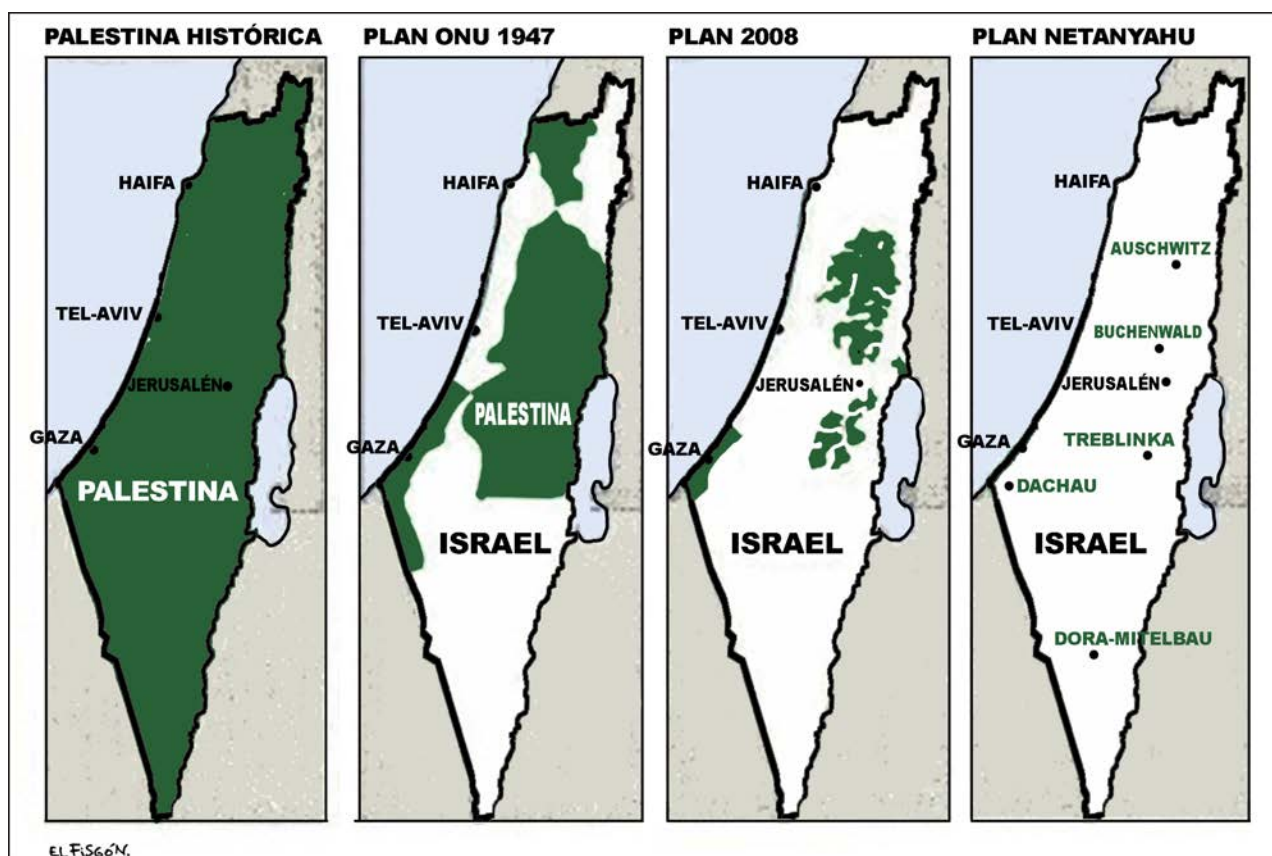 PALESTINA HISTÓRICA
HAIFA
TEL-AVIV
JERUSALÉN
GAZA
PALESTINA
PLAN ONU 1947
HAIFA
TEL-AVIV
PALESTINA
GAZA
ISRAEL
PLAN 2008
HAIFA
TEL-AVIV
JERUSALÉN
GAZA
ISRAEL
PLAN NETANYAHU
HAIFA
AUSCHWITZ
TEL-AVIV
BUCHENWALD
JERUSALÉN
GAZA
TREBLINKA
DACHAU
ISRAEL
DORA-MITELBAU
EL FISGÓN.